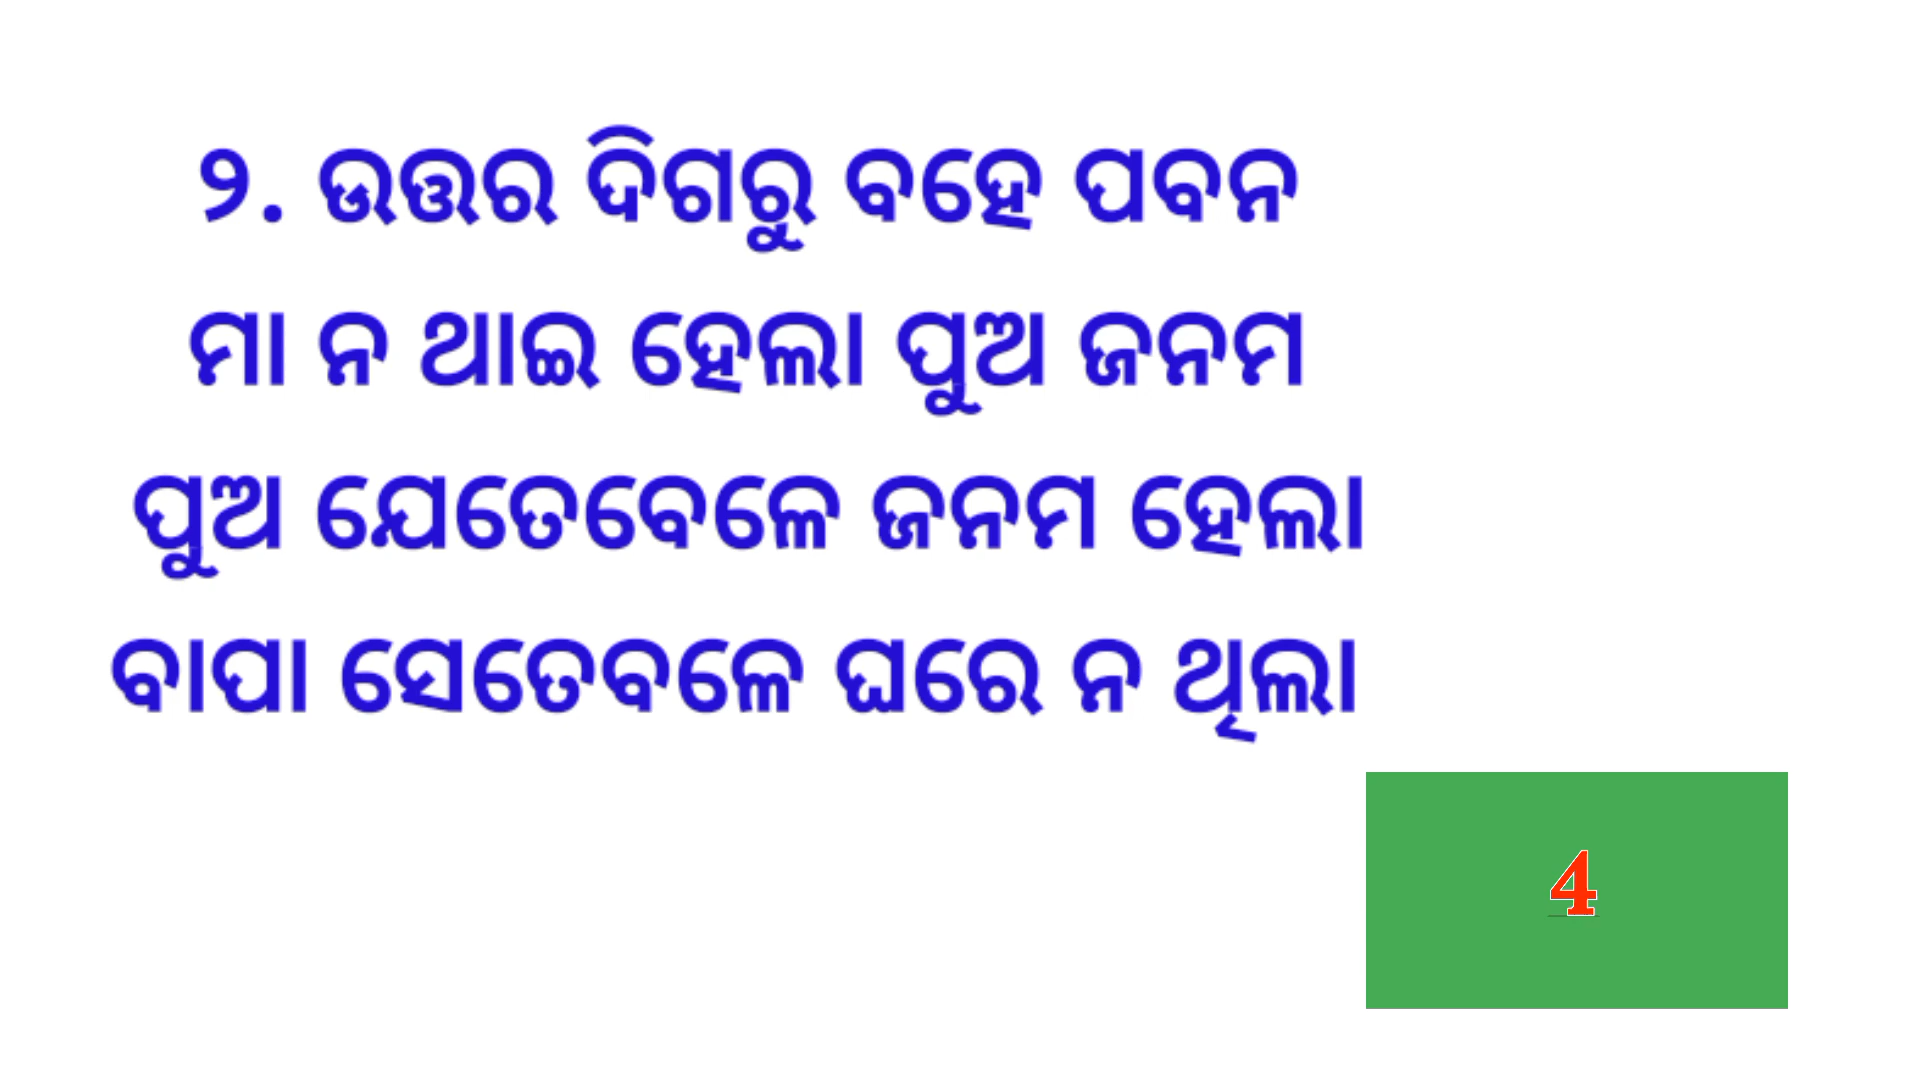 ୨. ଉତ୍ତର ଦିଗରୁ ବହେ ପବନ
ମା ନ ଥାଇ ହେଲା ପୁଅ ଜନମ
ପୁଅ ଯେତେବେଳେ ଜନମ ହେଲା
ବାପା ସେତେବଳେ ଘରେ ନ ଥିଲା
4